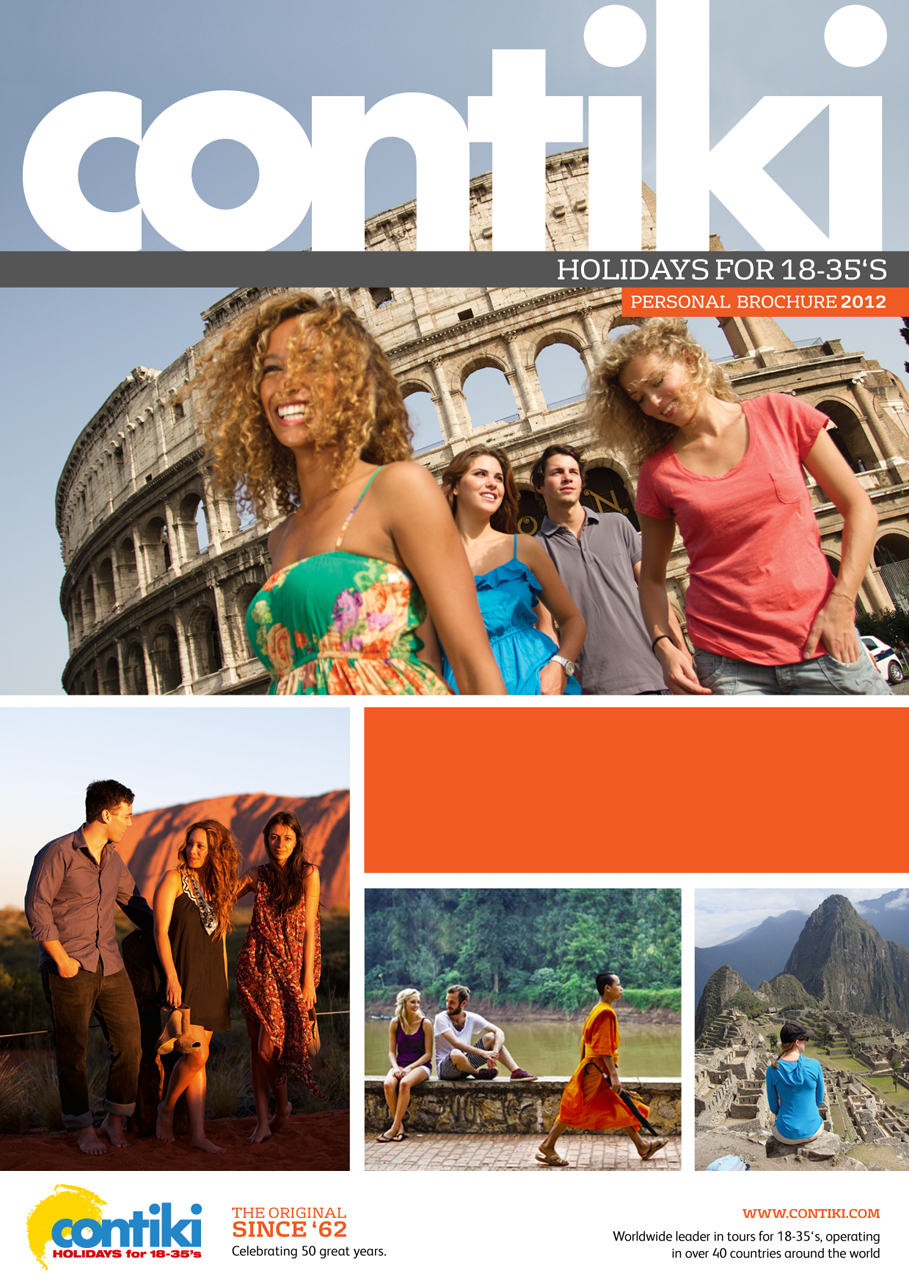 contiki
HOLIDAYS FOR 18-35'S
PERSONAL BROCHURE 2012
contiki
HOLIDAYS for 18-35's
THE ORIGINAL
SINCE '62
Celebrating 50 great years.
WWW.CONTIKI.COM
Worldwide leader in tours for 18-35's, operating
in over 40 countries around the world